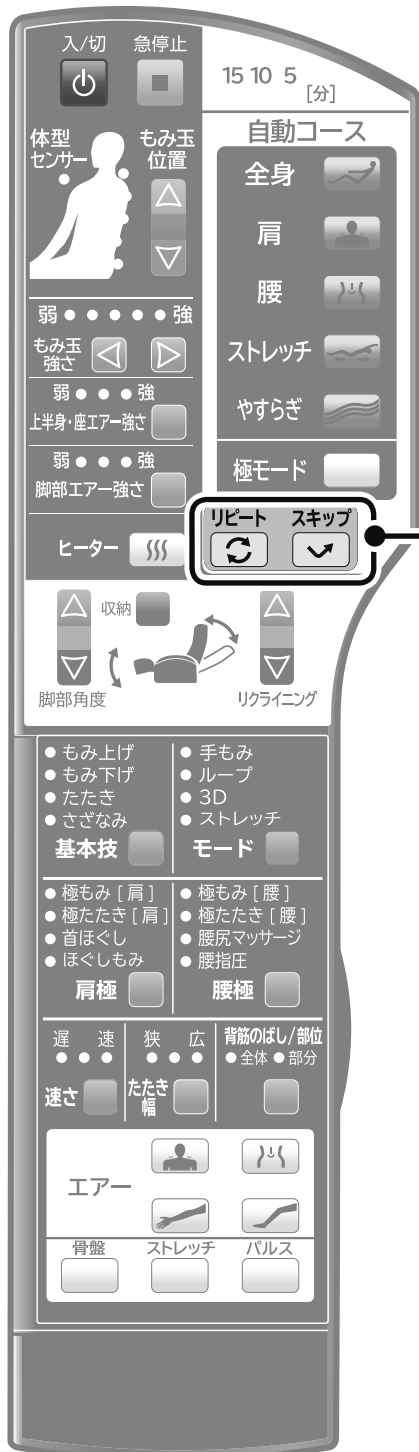 入/切 急停止
15 10 5
[分]
体型
センサー
もみ玉
位置
自動コース
全身
肩
腰
ストレッチ
やすらぎ
極モード
弱 強
もみ玉
強さ
弱 強
上半身・座エアー強さ
弱 強
脚部エアー強さ
ヒーター
リピート スキップ
収納
脚部角度
リクライニング
もみ上げ
もみ下げ
たたき
さざなみ
基本技
手もみ
ループ
3D
ストレッチ
モード
極もみ [肩]
極たたき [肩]
首ほぐし
ほぐしもみ
肩極
極もみ [腰]
極たたき [腰]
腰尻マッサージ
腰指圧
腰極
遅 速
速さ
狭 広
たたき
幅
背筋のばし/部位
全体 部分
エアー
骨盤 ストレッチ パルス